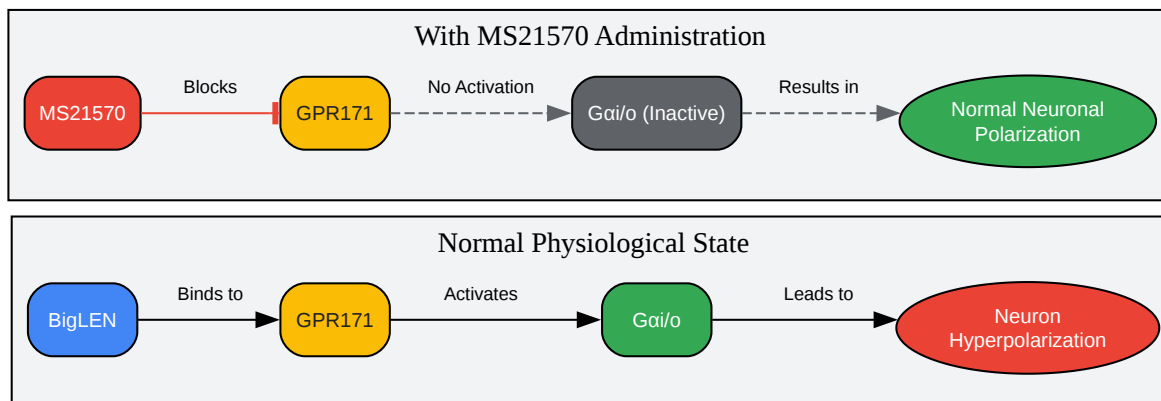 With MS21570 Administration
MS21570
Blocks
GPR171
No Activation
Gαi/o (Inactive)
Results in
Normal Neuronal
Polarization
Normal Physiological State
BigLEN
Binds to
GPR171
Activates
Gαi/o
Leads to
Neuron
Hyperpolarization